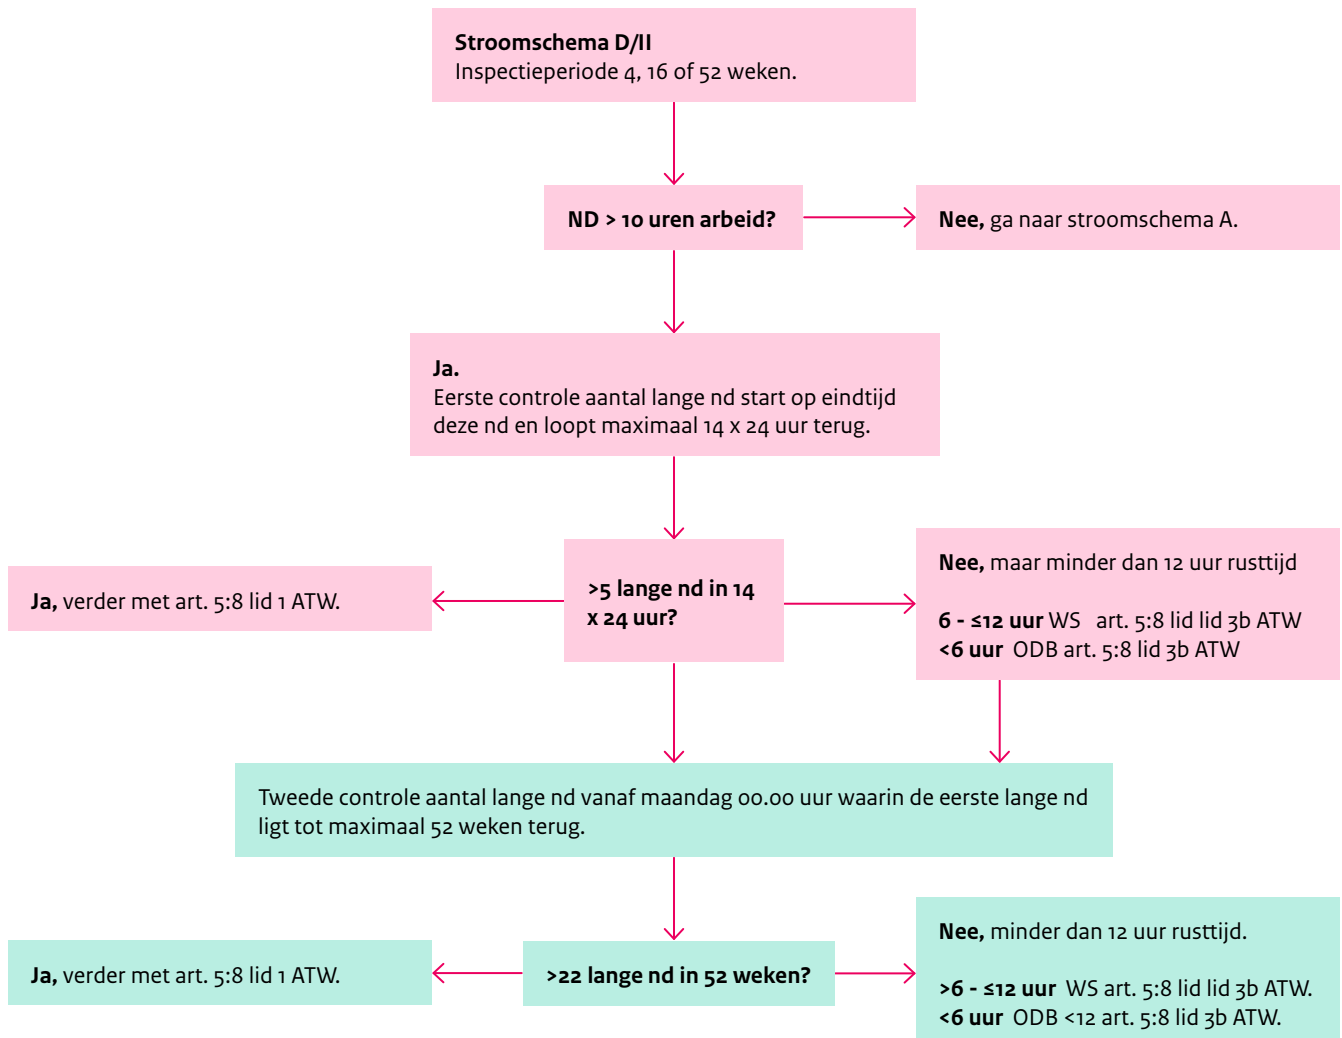 Stroomschema D/II
Inspectieperiode 4, 16 of 52 weken.
ND > 10 uren arbeid?
Nee, ga naar stroomschema A.
Ja.
Eerste controle aantal lange nd start op eindtijd
deze nd en loopt maximaal 14 x 24 uur terug.
Ja, verder met art. 5:8 lid 1 ATW.
>5 lange nd in 14
x 24 uur?
Nee, maar minder dan 12 uur rusttijd
6 - ≤12 uur WS art. 5:8 lid lid 3b ATW
<6 uur ODB art. 5:8 lid 3b ATW
Tweede controle aantal lange nd vanaf maandag 00.00 uur waarin de eerste lange nd
ligt tot maximaal 52 weken terug.
Ja, verder met art. 5:8 lid 1 ATW.
>22 lange nd in 52 weken?
Nee, minder dan 12 uur rusttijd.
>6 - ≤12 uur WS art. 5:8 lid lid 3b ATW.
<6 uur ODB <12 art. 5:8 lid 3b ATW.